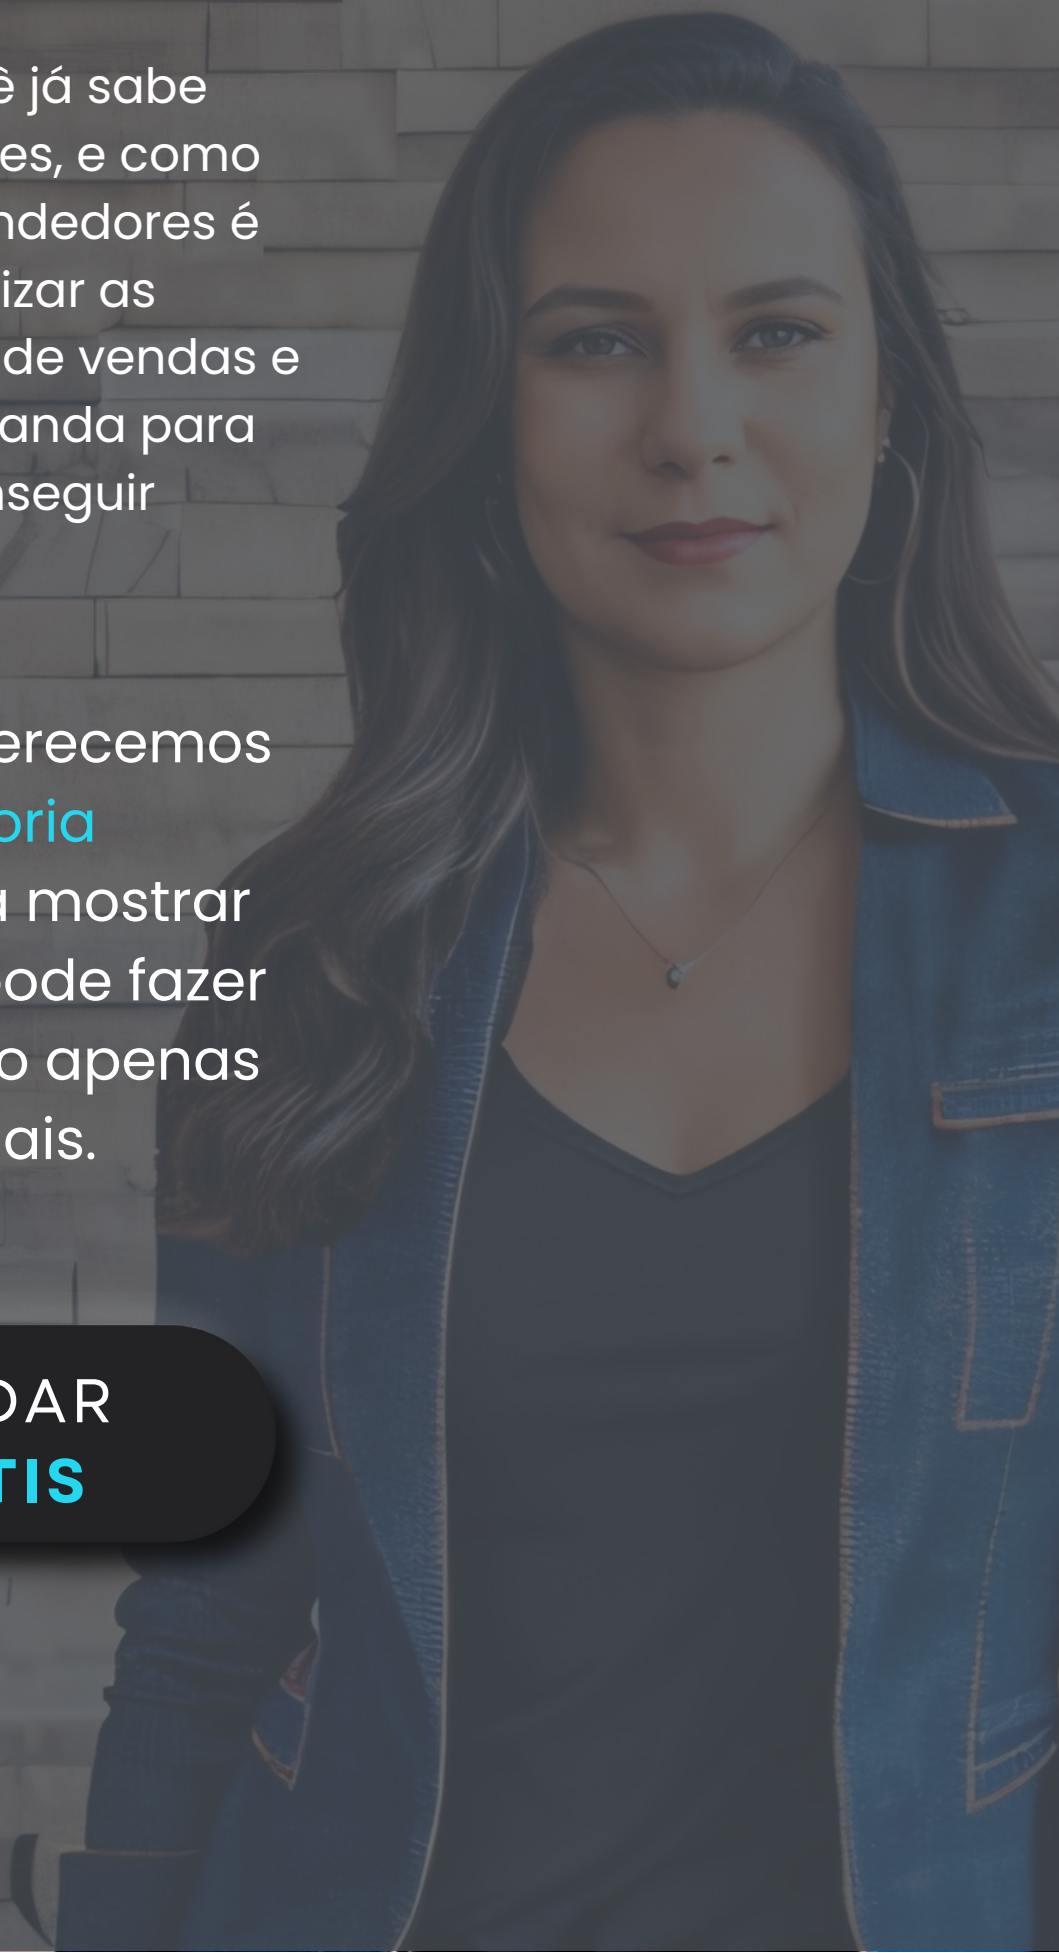 ê já sabe
es, e como
ndedores é
izar as
de vendas e
anda para
nseguir
erecemos
oria
a mostrar
pode fazer
o apenas
ais.
DAR
TIS